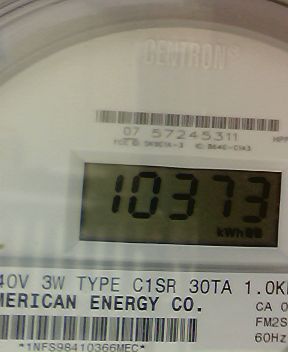 CENTRON®
07 57245311
10373
kWh
40V 3W TYPE C1SR 30TA 1.0K
MERICAN ENERGY CO.
CA 0
FM2S
60Hz
*1NFS98410366MEC*